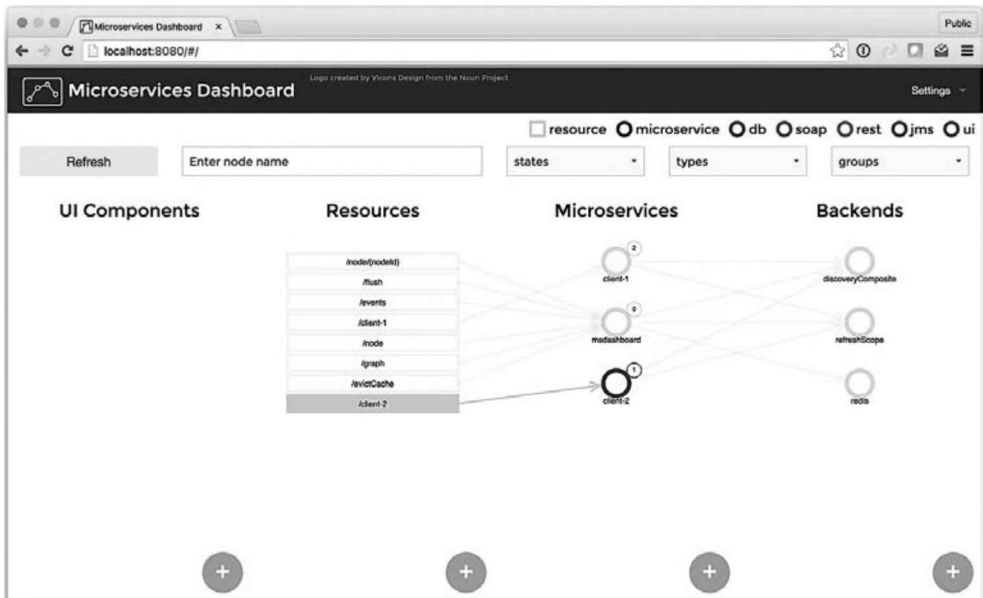 Microservices Dashboard ×
Public
localhost:8080/#/
Microservices Dashboard
Logo created by Vicons Design from the Noun Project
Settings
resource microservice db soap rest jms ui
Refresh
Enter node name
states
types
groups
UI Components Resources Microservices Backends
/node/{nodeId}
/flush
/events
/client-1
/node
/graph
/evictCache
/client-2
2
client-1
msdashboard
1
client-2
discoveryComposite
refreshScope
redis
+ + + +